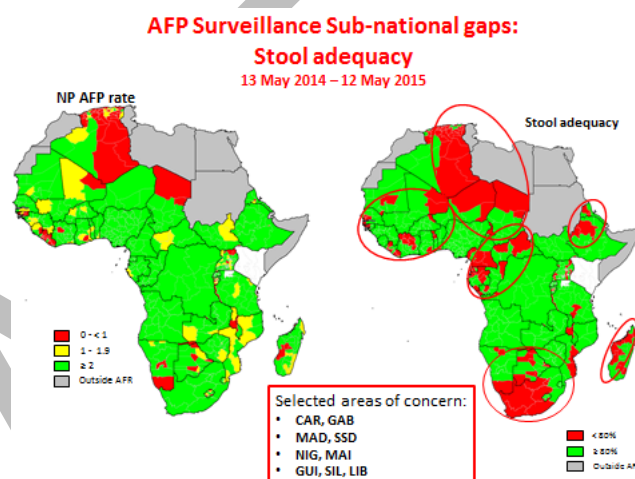 AFP Surveillance Sub-national gaps:
Stool adequacy
13 May 2014 – 12 May 2015
NP AFP rate
Stool adequacy
0 - < 1
1 - 1.9
≥ 2
Outside AFR
Selected areas of concern:
• CAR, GAB
• MAD, SSD
• NIG, MAI
• GUI, SIL, LIB
< 80%
≥ 80%
Outside AF